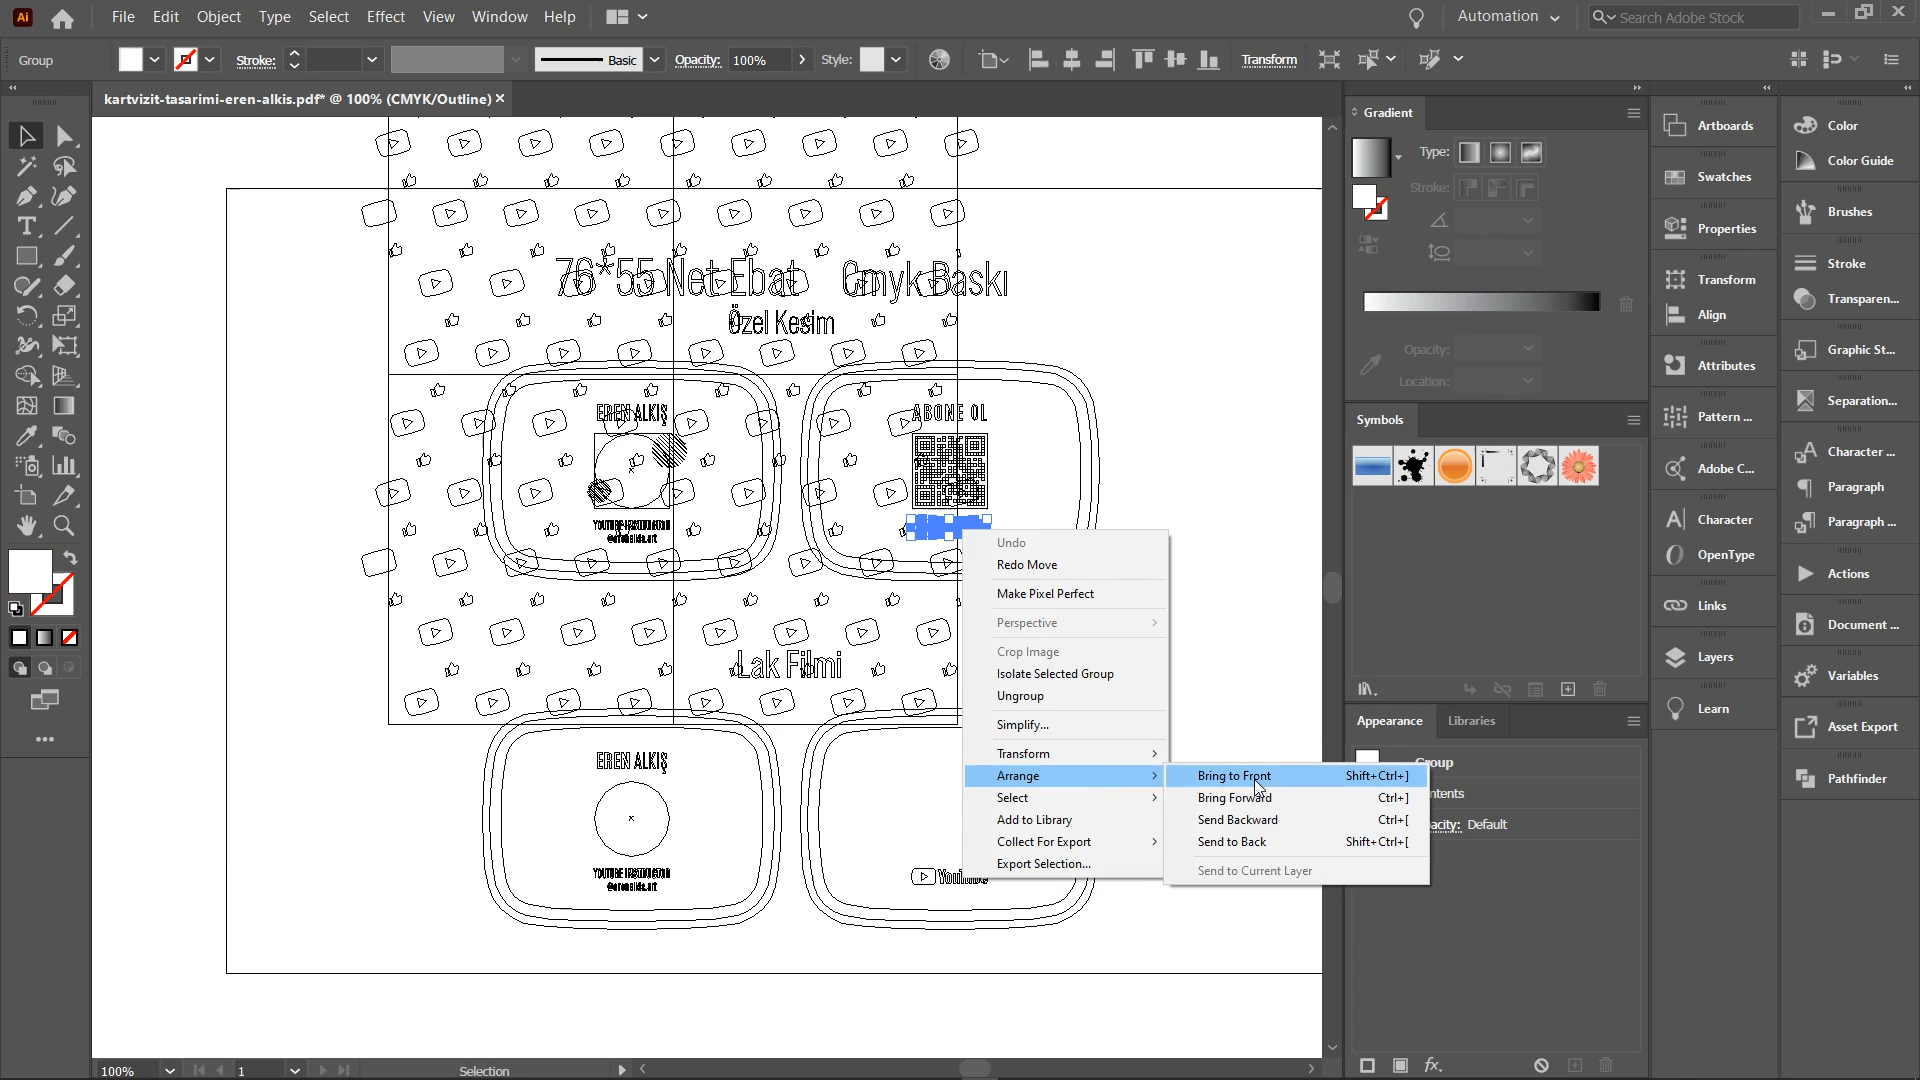 Ai
File Edit Object Type Select Effect View Window Help
Automation
Search Adobe Stock
Group
Stroke:
Basic
Opacity: 100%
Style:
Transform
kartvizit-tasarimi-eren-alkis.pdf* @ 100% (CMYK/Outline)
76*55 Net Ebat
Cmyk Baskı
Özel Kesim
EREN ALKIŞ
ABONE OL
Undo
Redo Move
Make Pixel Perfect
Perspective
Crop Image
Isolate Selected Group
Ungroup
Simplify...
Transform
Arrange
Select
Add to Library
Collect For Export
Export Selection...
Bring to Front Shift+Ctrl+]
Bring Forward Ctrl+]
Send Backward Ctrl+[
Send to Back Shift+Ctrl+[
Send to Current Layer
Lak Filmi
EREN ALKIŞ
YouTube
Gradient
Type:
Stroke:
Opacity:
Location:
Symbols
Appearance
Libraries
Group
Default
Artboards
Swatches
Properties
Transform
Align
Attributes
Pattern ...
Adobe C...
Character
OpenType
Links
Layers
Learn
Color
Color Guide
Brushes
Stroke
Transparen...
Graphic St...
Separation...
Character ...
Paragraph
Paragraph ...
Actions
Document ...
Variables
Asset Export
Pathfinder
100%
1
Selection